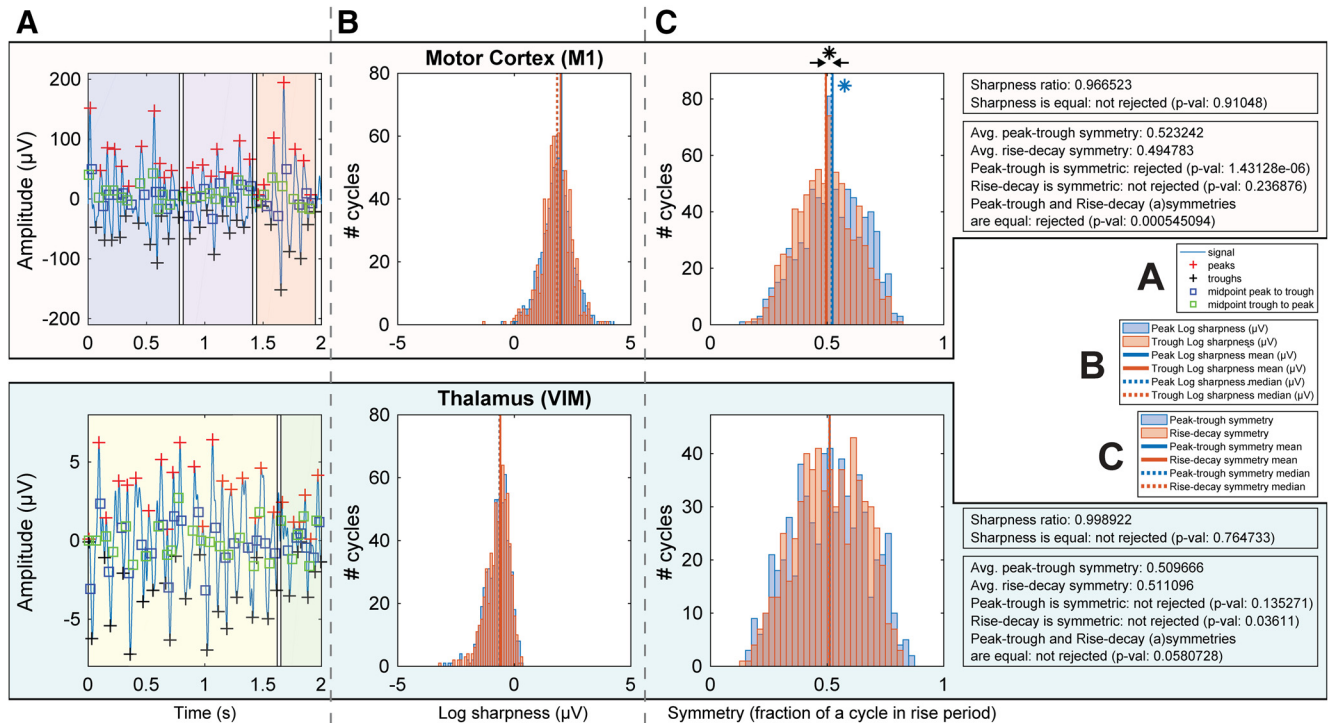 A
B
C
Motor Cortex (M1)
Amplitude (µV)
200
100
0
-100
-200
0
0.5
1
1.5
2
# cycles
80
60
40
20
0
-5
0
5
# cycles
80
60
40
20
0
0
0.5
1
*
*
Sharpness ratio: 0.966523
Sharpness is equal: not rejected (p-val: 0.91048)
Avg. peak-trough symmetry: 0.523242
Avg. rise-decay symmetry: 0.494783
Peak-trough is symmetric: rejected (p-val: 1.43128e-06)
Rise-decay is symmetric: not rejected (p-val: 0.236876)
Peak-trough and Rise-decay (a)symmetries
are equal: rejected (p-val: 0.000545094)
A
signal
peaks
troughs
midpoint peak to trough
midpoint trough to peak
B
Peak Log sharpness (µV)
Trough Log sharpness (µV)
Peak Log sharpness mean (µV)
Trough Log sharpness mean (µV)
Peak Log sharpness median (µV)
Trough Log sharpness median (µV)
C
Peak-trough symmetry
Rise-decay symmetry
Peak-trough symmetry mean
Rise-decay symmetry mean
Peak-trough symmetry median
Rise-decay symmetry median
Thalamus (VIM)
Amplitude (µV)
5
0
-5
0
0.5
1
1.5
2
Time (s)
# cycles
80
60
40
20
0
-5
0
5
Log sharpness (µV)
# cycles
40
30
20
10
0
0
0.5
1
Symmetry (fraction of a cycle in rise period)
Sharpness ratio: 0.998922
Sharpness is equal: not rejected (p-val: 0.764733)
Avg. peak-trough symmetry: 0.509666
Avg. rise-decay symmetry: 0.511096
Peak-trough is symmetric: not rejected (p-val: 0.135271)
Rise-decay is symmetric: not rejected (p-val: 0.03611)
Peak-trough and Rise-decay (a)symmetries
are equal: not rejected (p-val: 0.0580728)